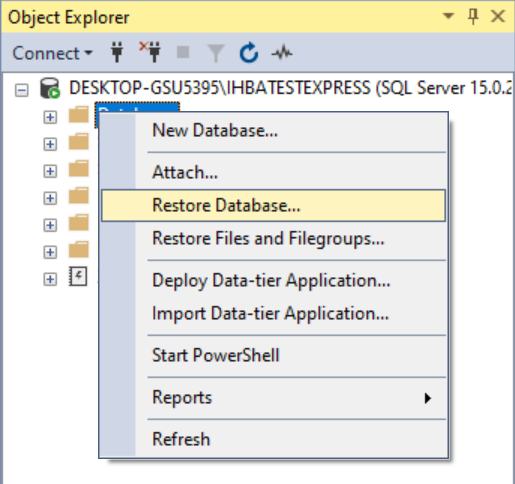 Object Explorer
Connect
DESKTOP-GSU5395\IHBATESTEXPRESS (SQL Server 15.0.2
New Database...
Attach...
Restore Database...
Restore Files and Filegroups...
Deploy Data-tier Application...
Import Data-tier Application...
Start PowerShell
Reports
Refresh